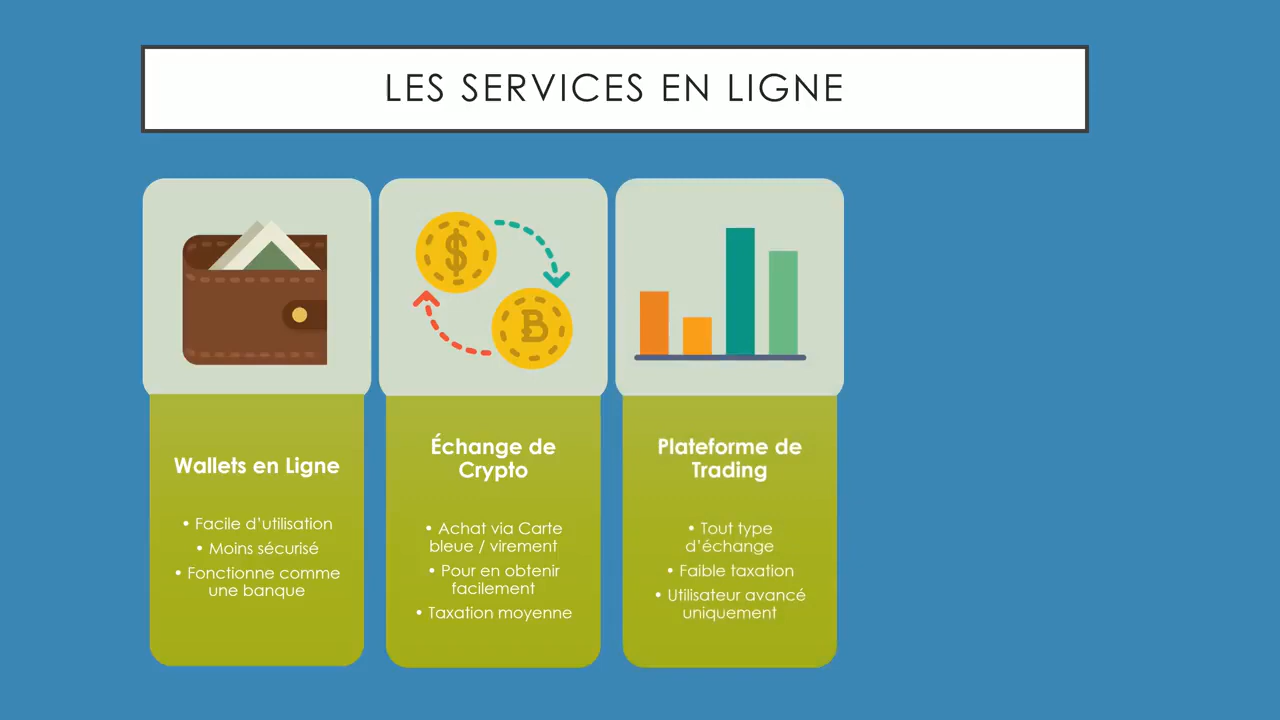 LES SERVICES EN LIGNE
Wallets en Ligne
• Facile d'utilisation
• Moins sécurisé
• Fonctionne comme
une banque
Échange de
Crypto
• Achat via Carte
bleue / virement
• Pour en obtenir
facilement
• Taxation moyenne
Plateforme de
Trading
• Tout type
d'échange
• Faible taxation
• Utilisateur avancé
uniquement